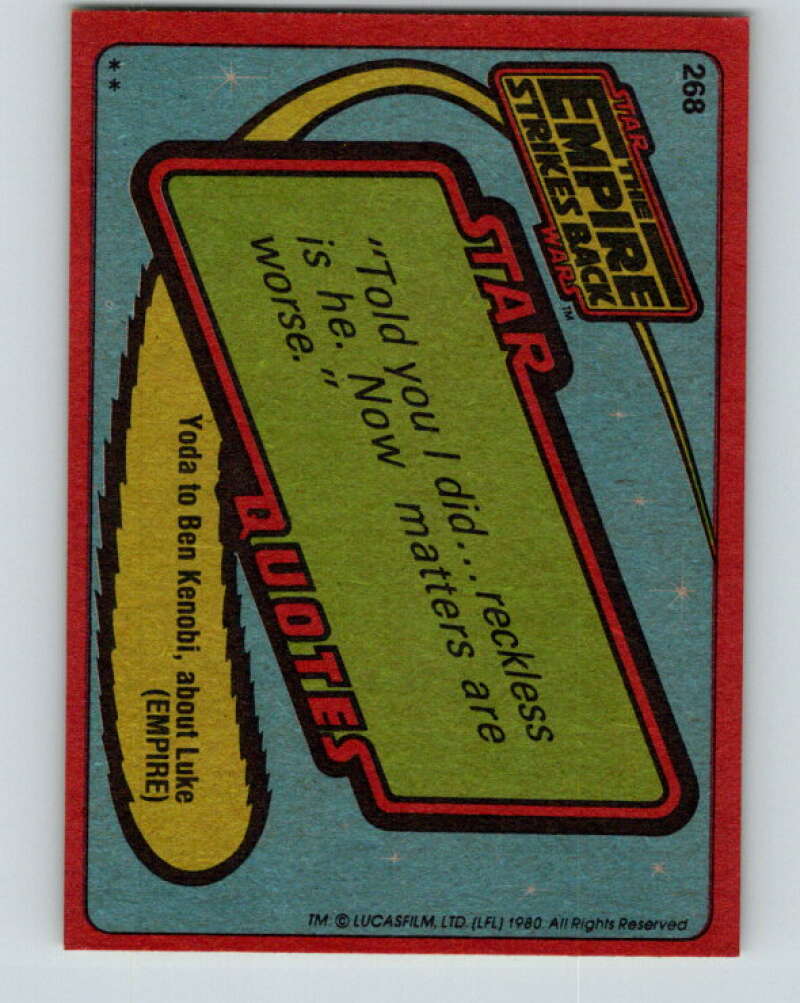 268
STAR
THE
EMPIRE
STRIKES BACK
WARS™
STAR
"Told you I did...reckless
is he. Now matters are
worse."
QUOTES
Yoda to Ben Kenobi, about Luke
(EMPIRE)
**
TM: © LUCASFILM, LTD. (LFL) 1980. All Rights Reserved